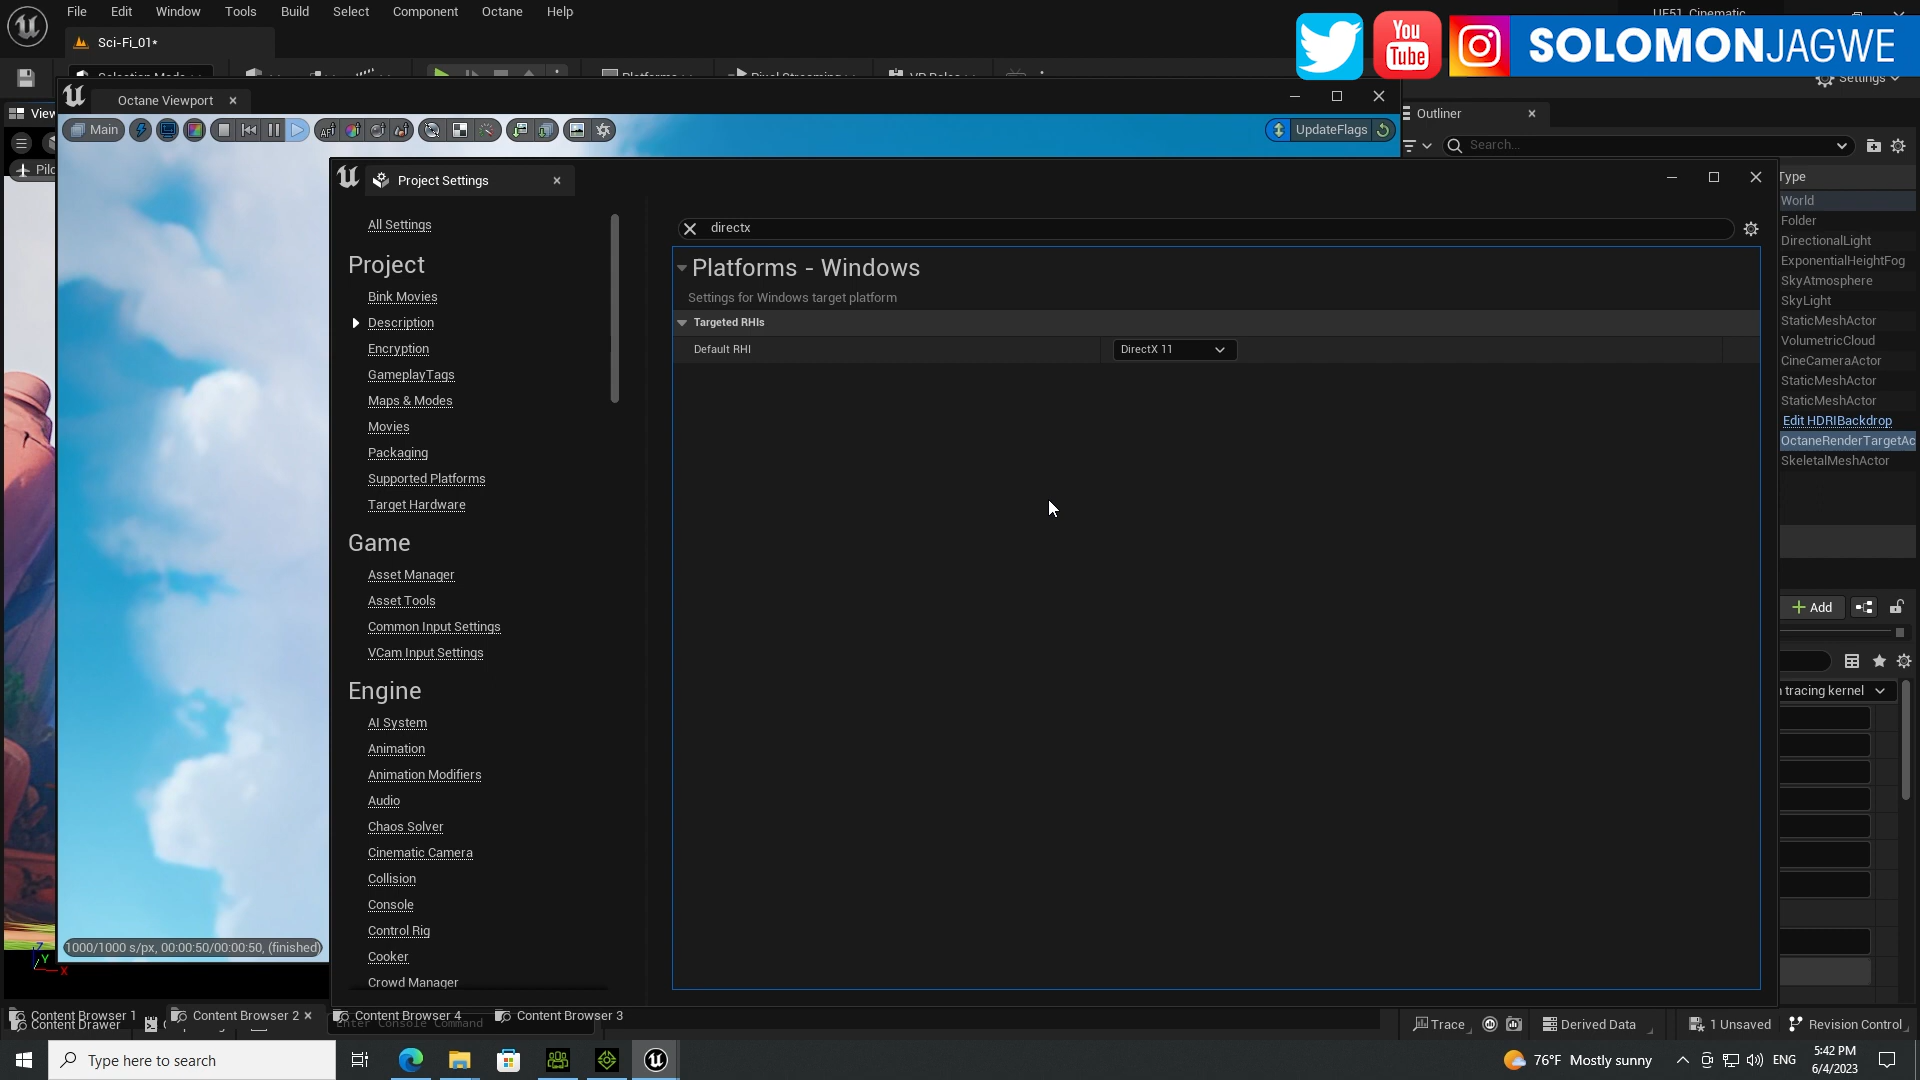 File Edit Window Tools Build Select Component Octane Help
Sci-Fi_01*
You Tube
SOLOMONJAGWE
Octane Viewport
Outliner
Main
UpdateFlags
Search...
Project Settings
Type
All Settings
directx
World
Folder
DirectionalLight
ExponentialHeightFog
SkyAtmosphere
SkyLight
StaticMeshActor
VolumetricCloud
CineCameraActor
StaticMeshActor
StaticMeshActor
Edit HDRIBackdrop
OctaneRenderTargetAc
SkeletalMeshActor
Project
Bink Movies
Description
Encryption
GameplayTags
Maps & Modes
Movies
Packaging
Supported Platforms
Target Hardware
Game
Asset Manager
Asset Tools
Common Input Settings
VCam Input Settings
Engine
AI System
Animation
Animation Modifiers
Audio
Chaos Solver
Cinematic Camera
Collision
Console
Control Rig
Cooker
Crowd Manager
Platforms - Windows
Settings for Windows target platform
Targeted RHIs
Default RHI DirectX 11
Add
tracing kernel
1000/1000 s/px, 00:00:50/00:00:50, (finished)
Z
Y
X
Content Browser 1 Content Browser 2 Content Browser 4 Content Browser 3
Content Drawer Enter Console Command Trace Derived Data 1 Unsaved Revision Control
Type here to search
76°F Mostly sunny ENG
5:42 PM
6/4/2023